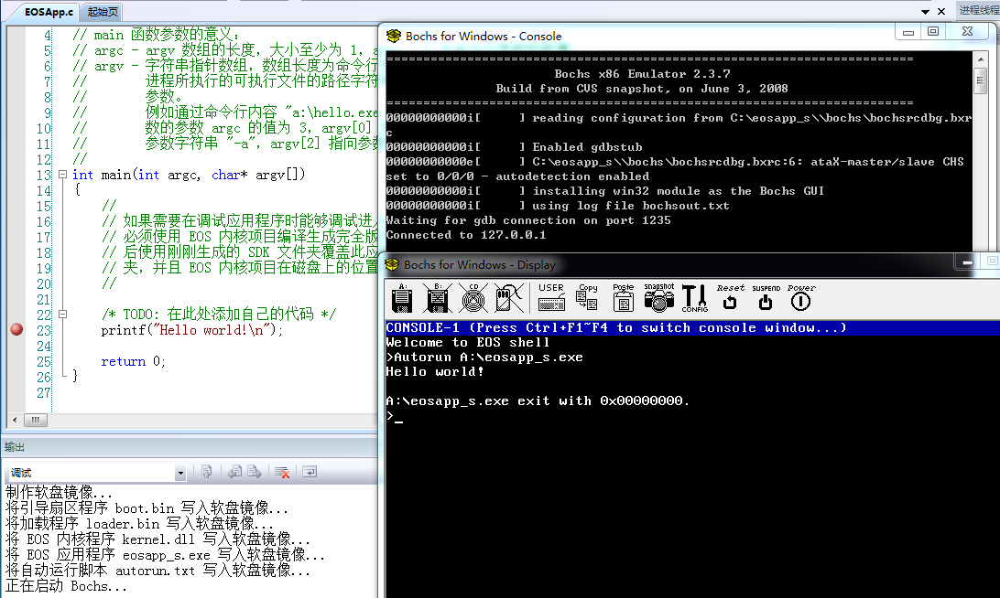 EOSApp.c 起始页
进程线程
4 // main 函数参数的意义:
5 // argc - argv 数组的长度，大小至少为 1，
6 // argv - 字符串指针数组，数组长度为命令行
7 // 进程所执行的可执行文件的路径字符
8 // 参数。
9 // 例如通过命令行内容 "a:\hello.exe
10 // 数的参数 argc 的值为 3，argv[0]
11 // 参数字符串 "-a"，argv[2] 指向参数
12 //
13 int main(int argc, char* argv[])
14 {
15 //
16 // 如果需要在调试应用程序时能够调试进入
17 // 必须使用 EOS 内核项目编译生成完全版
18 // 后使用刚刚生成的 SDK 文件夹覆盖此应
19 // 夹，并且 EOS 内核项目在磁盘上的位置
20 //
21
22 /* TODO: 在此处添加自己的代码 */
23 printf("Hello world!\n");
24
25 return 0;
26 }
27
输出
调试
制作软盘镜像...
将引导扇区程序 boot.bin 写入软盘镜像...
将加载程序 loader.bin 写入软盘镜像...
将 EOS 内核程序 kernel.dll 写入软盘镜像...
将 EOS 应用程序 eosapp_s.exe 写入软盘镜像...
将自动运行脚本 autorun.txt 写入软盘镜像...
正在启动 Bochs...
Bochs for Windows - Console
========================================================================
Bochs x86 Emulator 2.3.7
Build from CVS snapshot, on June 3, 2008
========================================================================
00000000000i[ ] reading configuration from C:\eosapp_s\\bochs\bochsrcdbg.bxr
c
00000000000i[ ] Enabled gdbstub
00000000000e[ ] C:\eosapp_s\\bochs\bochsrcdbg.bxrc:6: ataX-master/slave CHS
set to 0/0/0 - autodetection enabled
00000000000i[ ] installing win32 module as the Bochs GUI
00000000000i[ ] using log file bochsout.txt
Waiting for gdb connection on port 1235
Connected to 127.0.0.1
Bochs for Windows - Display
A: B: CD USER Copy Paste snapshot CONFIG Reset SUSPEND Power
CONSOLE-1 (Press Ctrl+F1~F4 to switch console window...)
Welcome to EOS shell
>Autorun A:\eosapp_s.exe
Hello world!
A:\eosapp_s.exe exit with 0x00000000.
>_